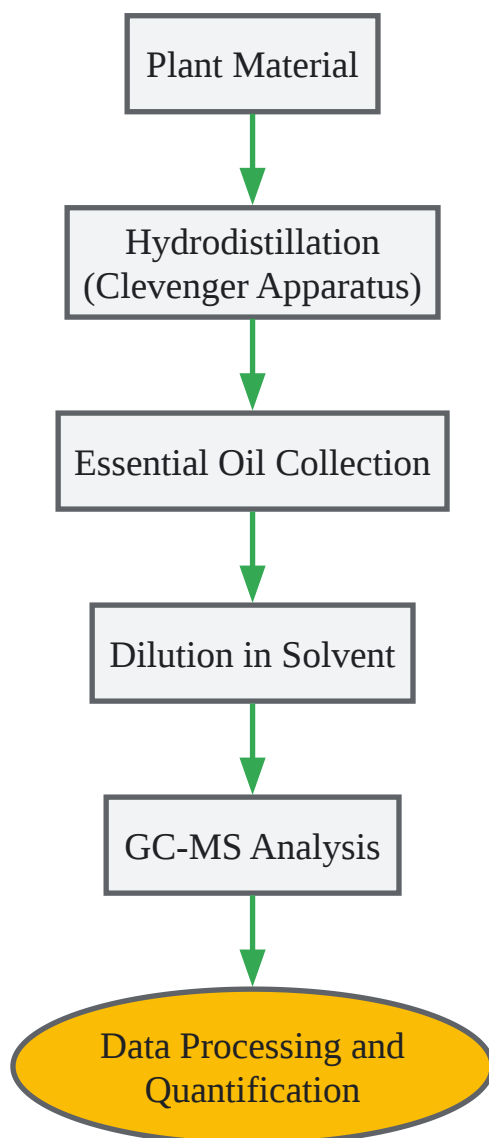 Plant Material
Hydrodistillation
(Clevenger Apparatus)
Essential Oil Collection
Dilution in Solvent
GC-MS Analysis
Data Processing and
Quantification